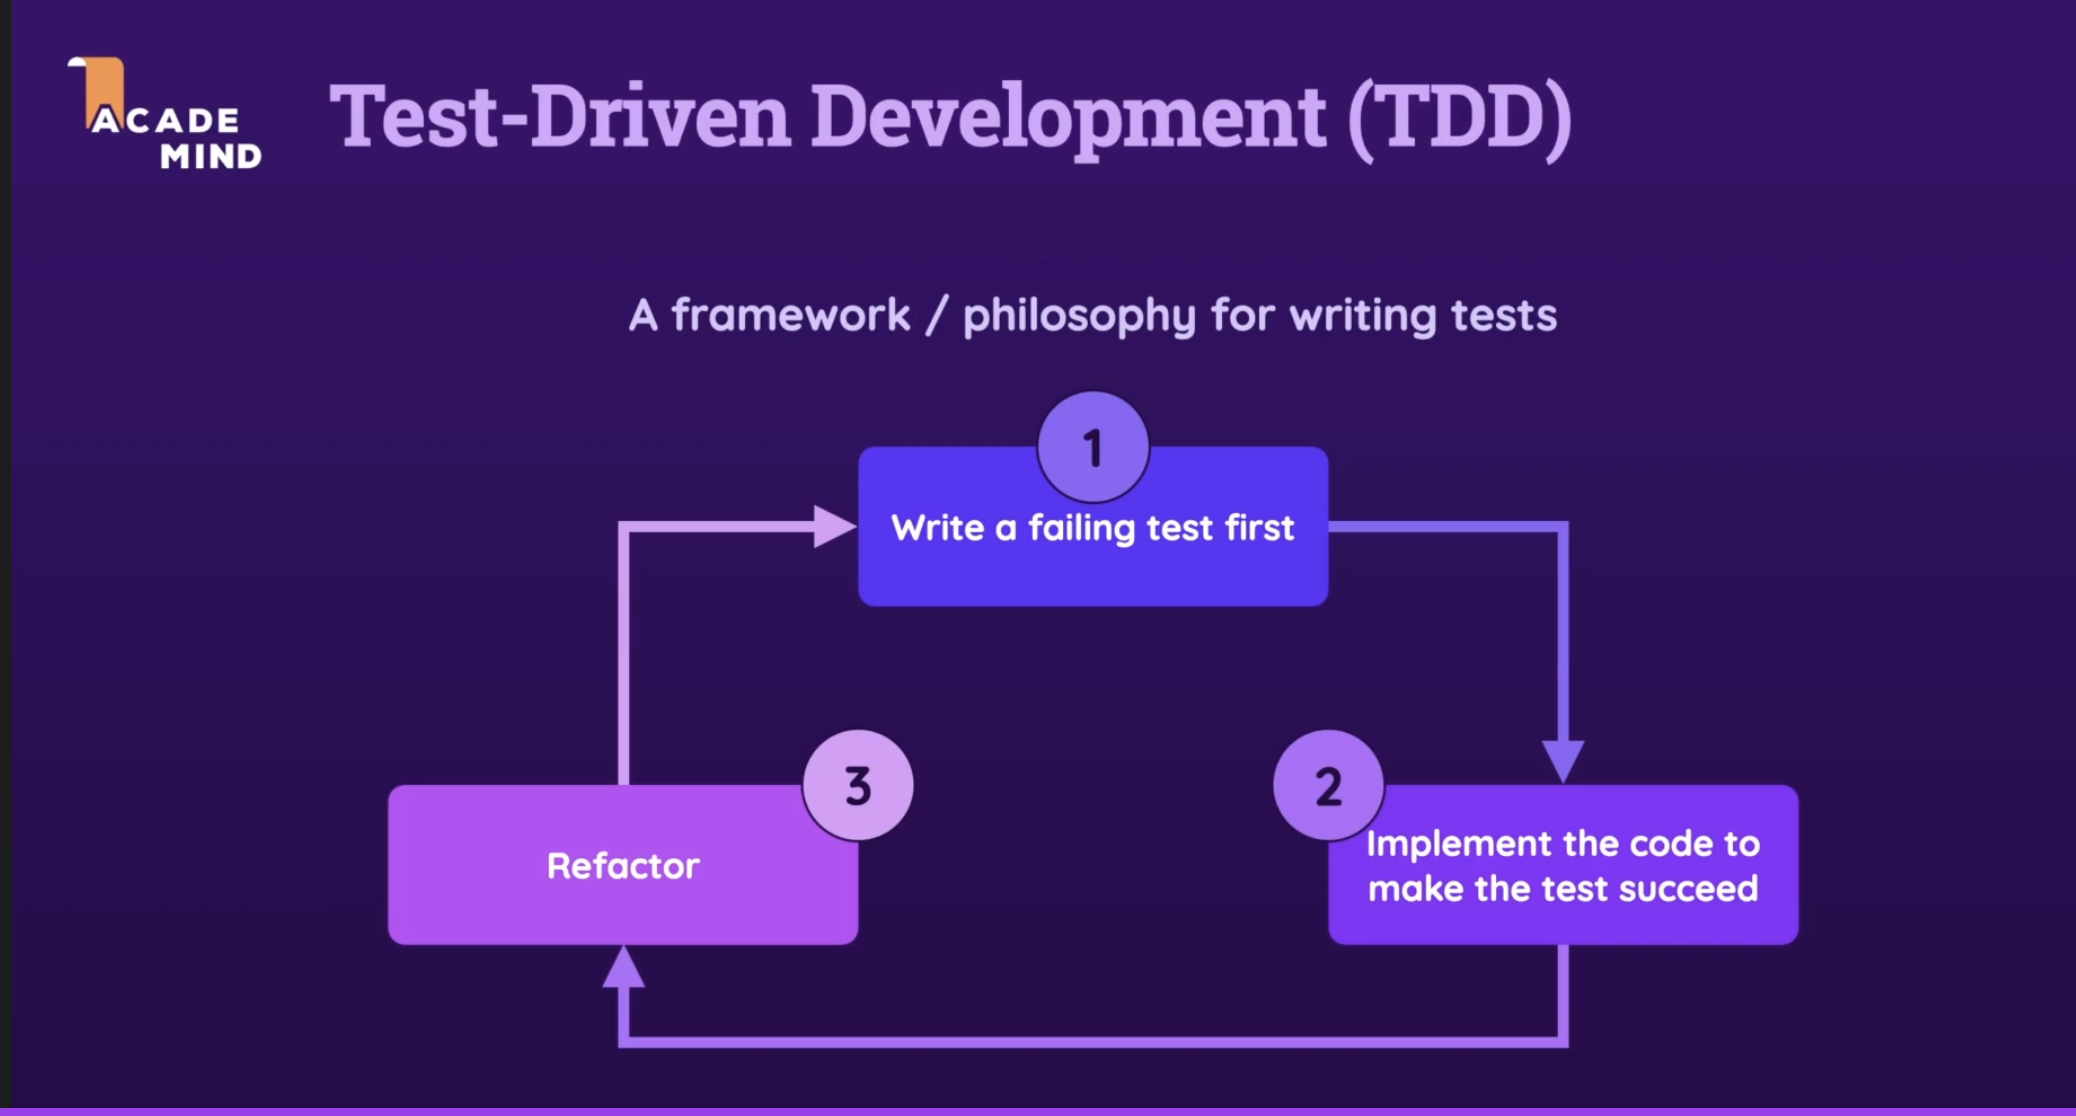 ACADE
MIND
Test-Driven Development (TDD)
A framework / philosophy for writing tests
1
Write a failing test first
3
Refactor
2
Implement the code to
make the test succeed